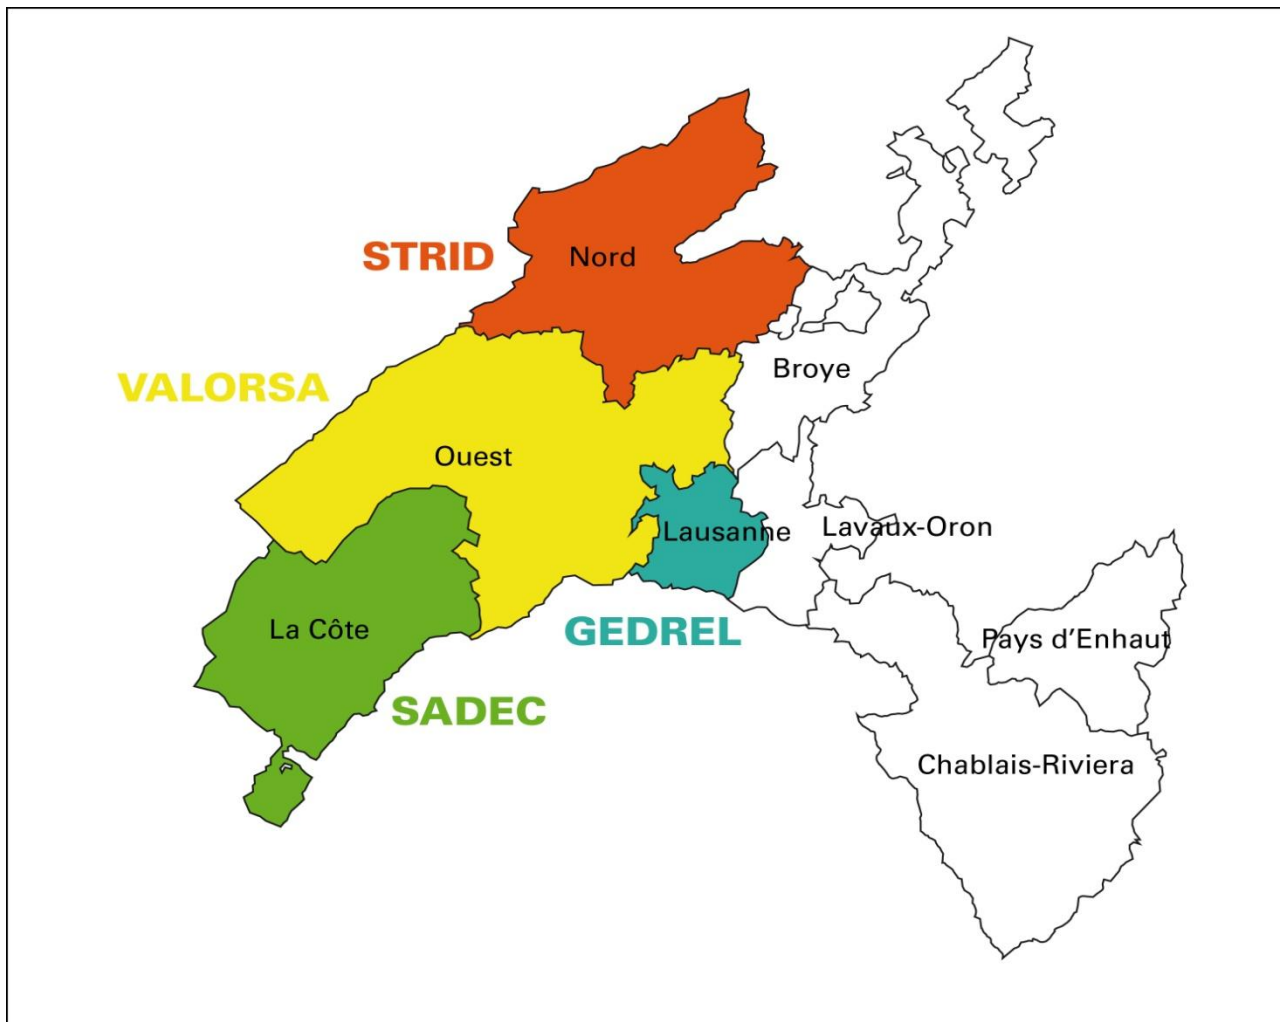 STRID
Nord
Broye
VALORSA
Ouest
Lausanne
Lavaux-Oron
La Côte
GEDREL
Pays d'Enhaut
SADEC
Chablais-Riviera